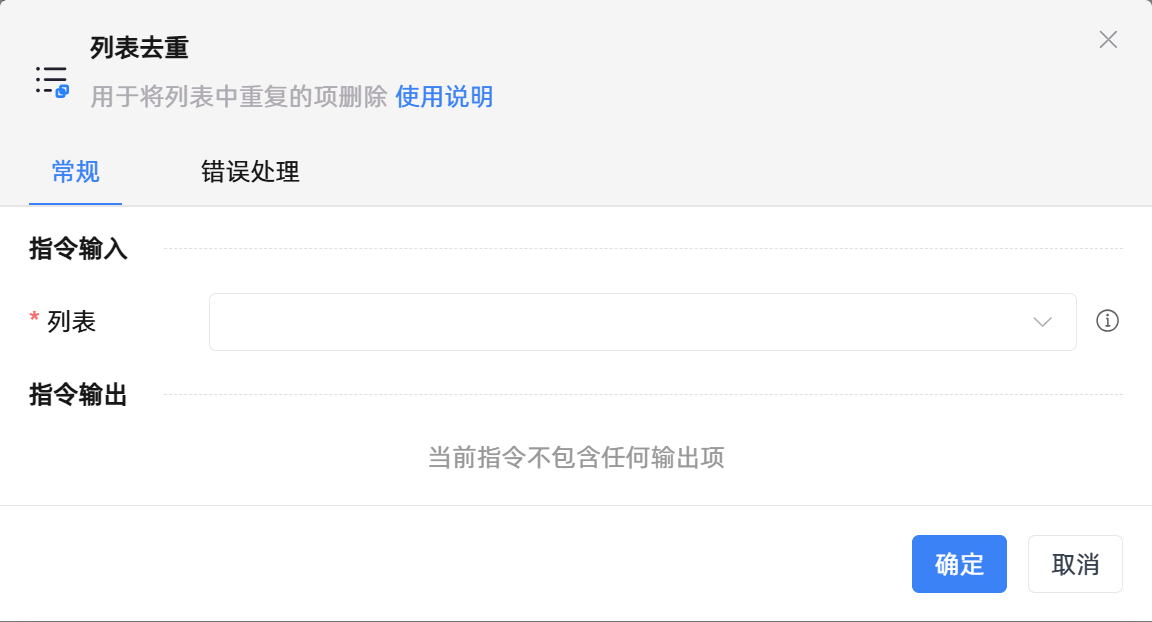 列表去重
用于将列表中重复的项删除 使用说明
常规 错误处理
指令输入
* 列表
指令输出
当前指令不包含任何输出项
确定 取消